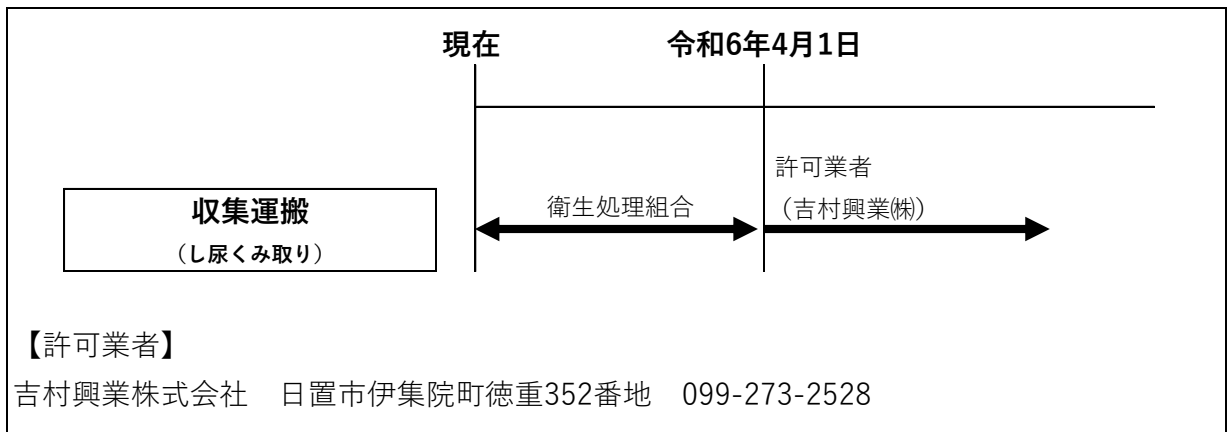 現在 令和6年4月1日
許可業者
収集運搬 衛生処理組合 （吉村興業㈱）
（し尿くみ取り）
【許可業者】
吉村興業株式会社　日置市伊集院町徳重352番地　099-273-2528